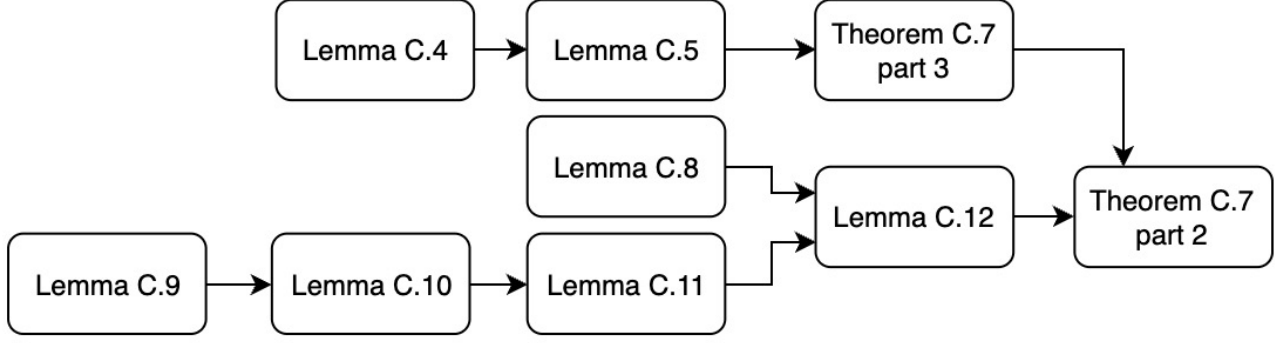 Lemma C.4
Lemma C.5
Theorem C.7
part 3
Lemma C.8
Lemma C.12
Theorem C.7
part 2
Lemma C.9
Lemma C.10
Lemma C.11